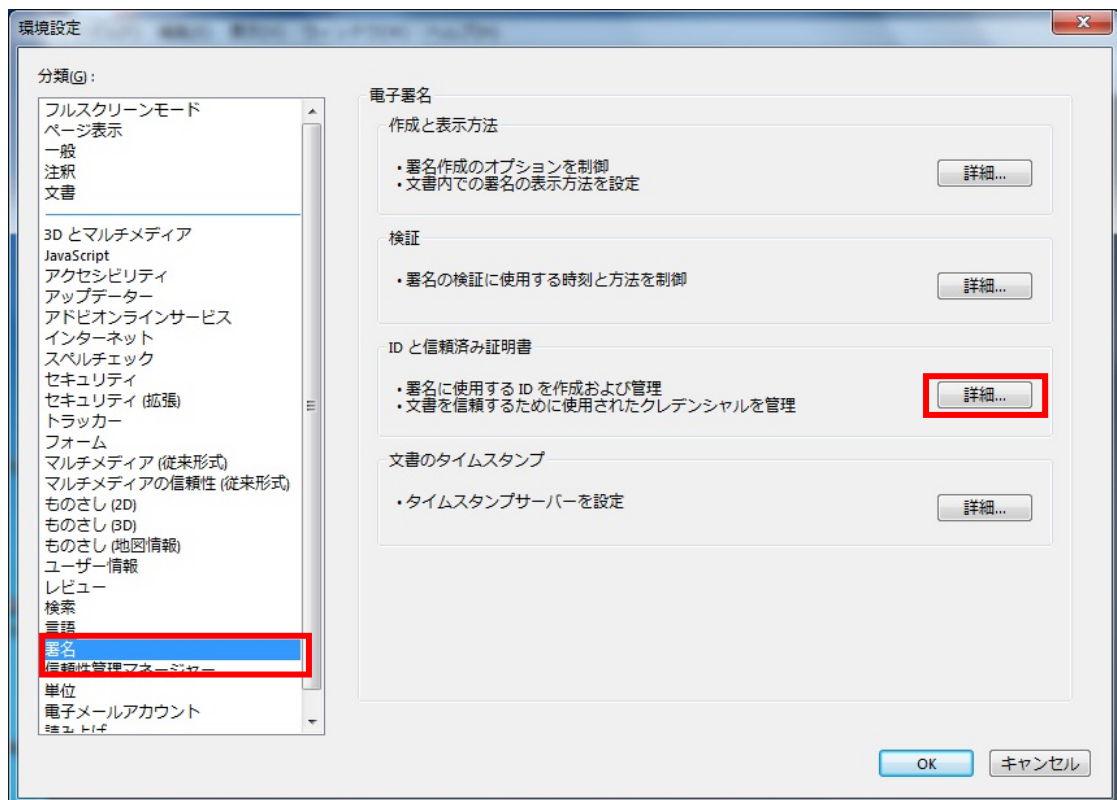 環境設定
分類(G):
フルスクリーンモード
ページ表示
一般
注釈
文書
3D とマルチメディア
JavaScript
アクセシビリティ
アップデーター
アドビオンラインサービス
インターネット
スペルチェック
セキュリティ
セキュリティ (拡張)
トラッカー
フォーム
マルチメディア (従来形式)
マルチメディアの信頼性 (従来形式)
ものさし (2D)
ものさし (3D)
ものさし (地図情報)
ユーザー情報
レビュー
検索
言語
署名
信頼性管理マネージャー
単位
電子メールアカウント
読み上げ
電子署名
作成と表示方法
・署名作成のオプションを制御
・文書内での署名の表示方法を設定
詳細...
検証
・署名の検証に使用する時刻と方法を制御
詳細...
ID と信頼済み証明書
・署名に使用する ID を作成および管理
・文書を信頼するために使用されたクレデンシャルを管理
詳細...
文書のタイムスタンプ
・タイムスタンプサーバーを設定
詳細...
OK
キャンセル